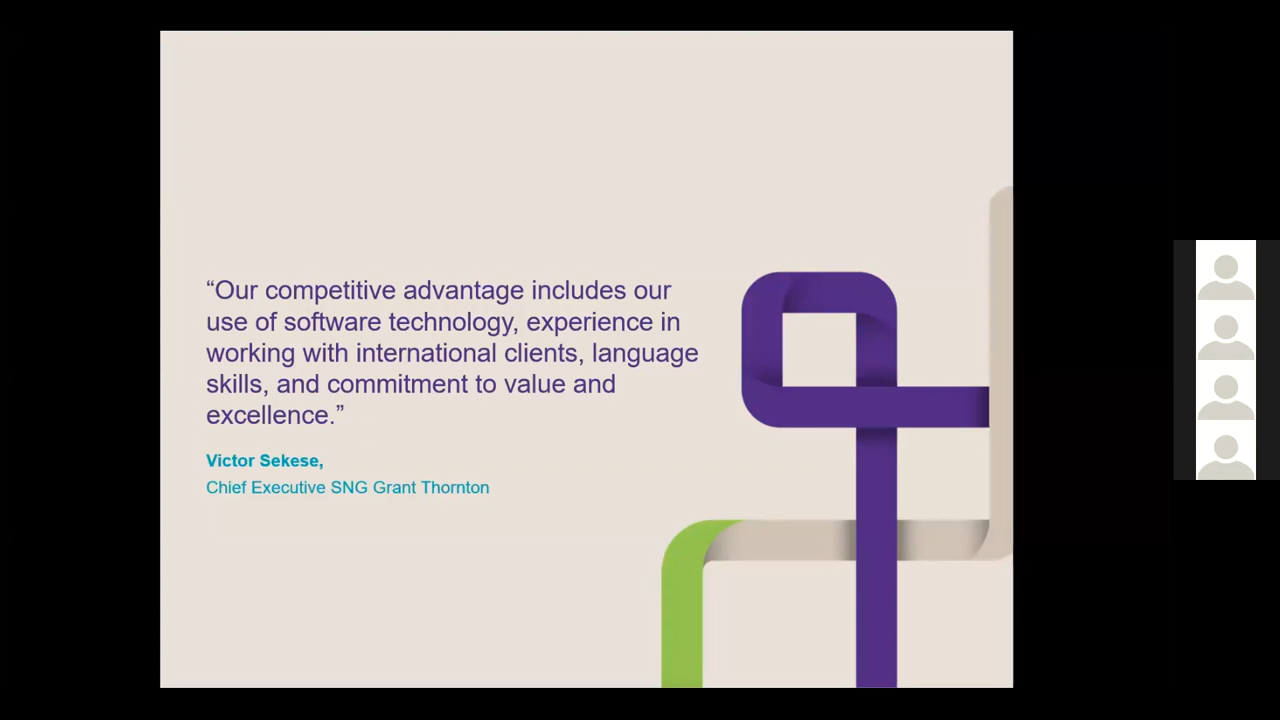 “Our competitive advantage includes our
use of software technology, experience in
working with international clients, language
skills, and commitment to value and
excellence.”
Victor Sekese,
Chief Executive SNG Grant Thornton